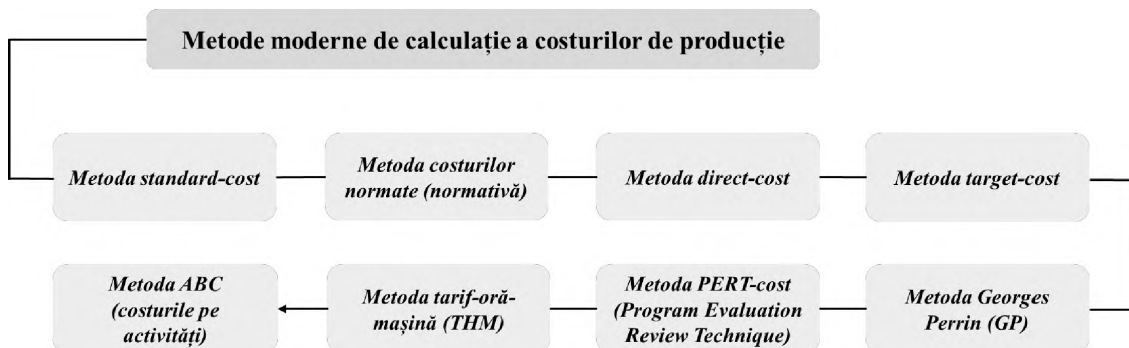 Metode moderne de calculație a costurilor de producție
Metoda standard-cost
Metoda costurilor
normate (normativă)
Metoda direct-cost
Metoda target-cost
Metoda ABC
(costurile pe
activități)
Metoda tarif-oră-
mașină (THM)
Metoda PERT-cost
(Program Evaluation
Review Technique)
Metoda Georges
Perrin (GP)